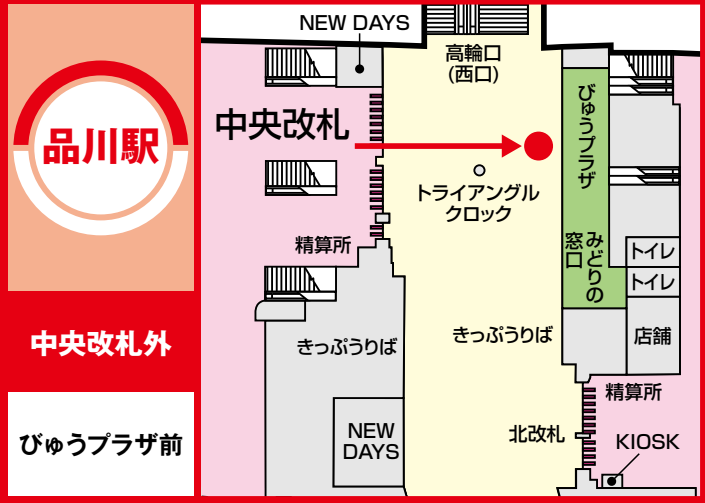 品川駅
中央改札外
びゅうプラザ前
NEW DAYS
高輪口
(西口)
中央改札
びゅうプラザ
トライアングル
クロック
精算所
みどりの
窓口
トイレ
トイレ
きっぷうりば
きっぷうりば
店舗
精算所
NEW
DAYS
北改札
KIOSK